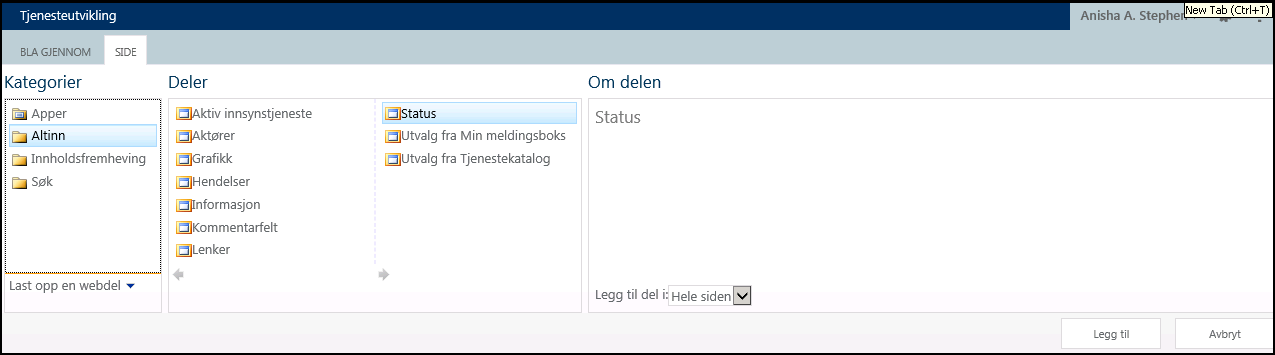 Tjenesteutvikling
Anisha A. Stephen
New Tab (Ctrl+T)
BLA GJENNOM
SIDE
Kategorier
Apper
Altinn
Innholdsfremheving
Søk
Last opp en webdel
Deler
Aktiv innsynstjeneste
Aktører
Grafikk
Hendelser
Informasjon
Kommentarfelt
Lenker
Status
Utvalg fra Min meldingsboks
Utvalg fra Tjenestekatalog
Om delen
Status
Legg til del i: Hele siden
Legg til
Avbryt